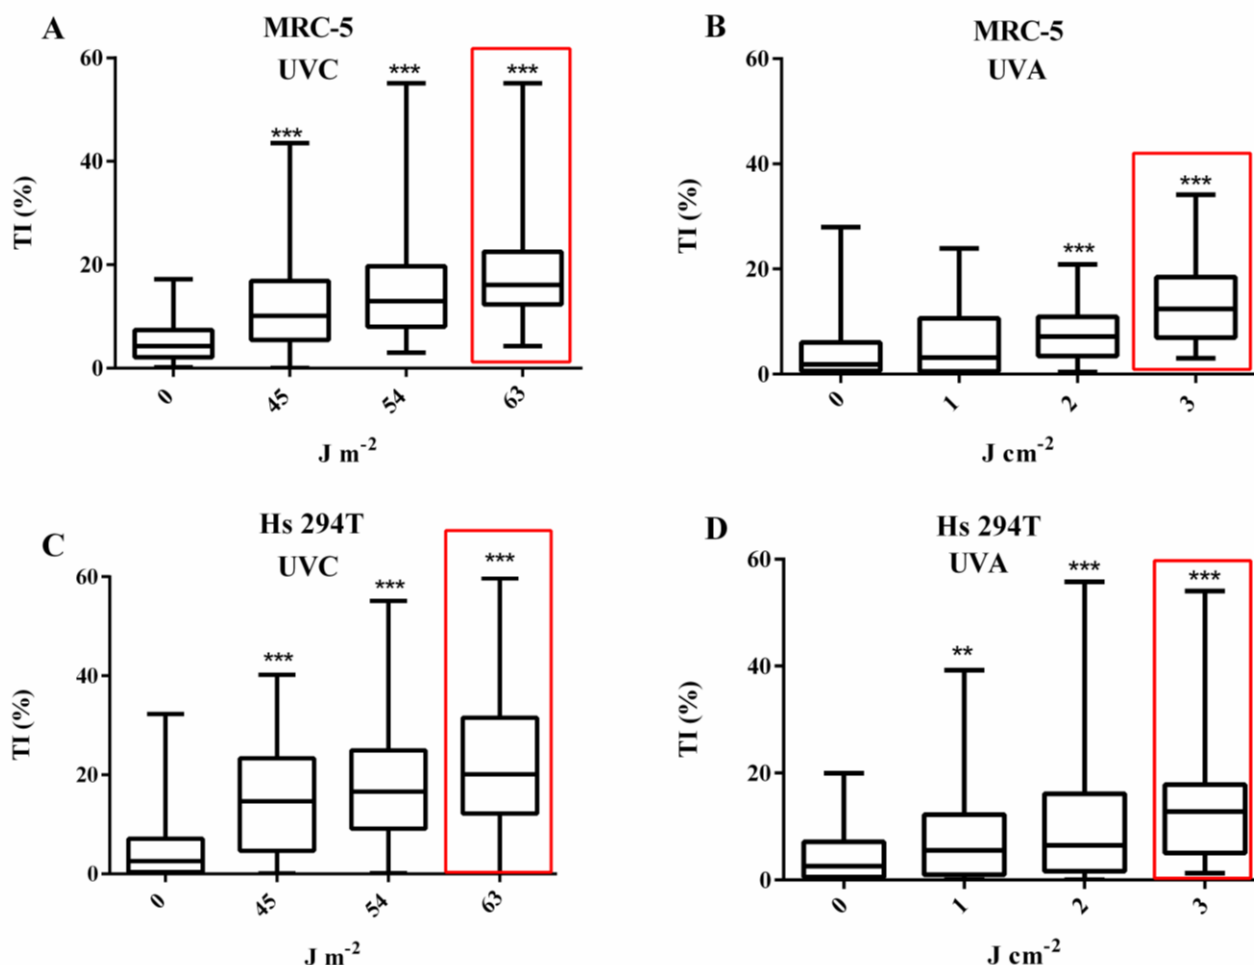 A
MRC-5
UVC
TI (%)
60
40
20
0
***
***
***
0
45
54
63
J m⁻²
B
MRC-5
UVA
TI (%)
60
40
20
0
***
***
0
1
2
3
J cm⁻²
C
Hs 294T
UVC
TI (%)
60
40
20
0
***
***
***
0
45
54
63
J m⁻²
D
Hs 294T
UVA
TI (%)
60
40
20
0
**
***
***
0
1
2
3
J cm⁻²